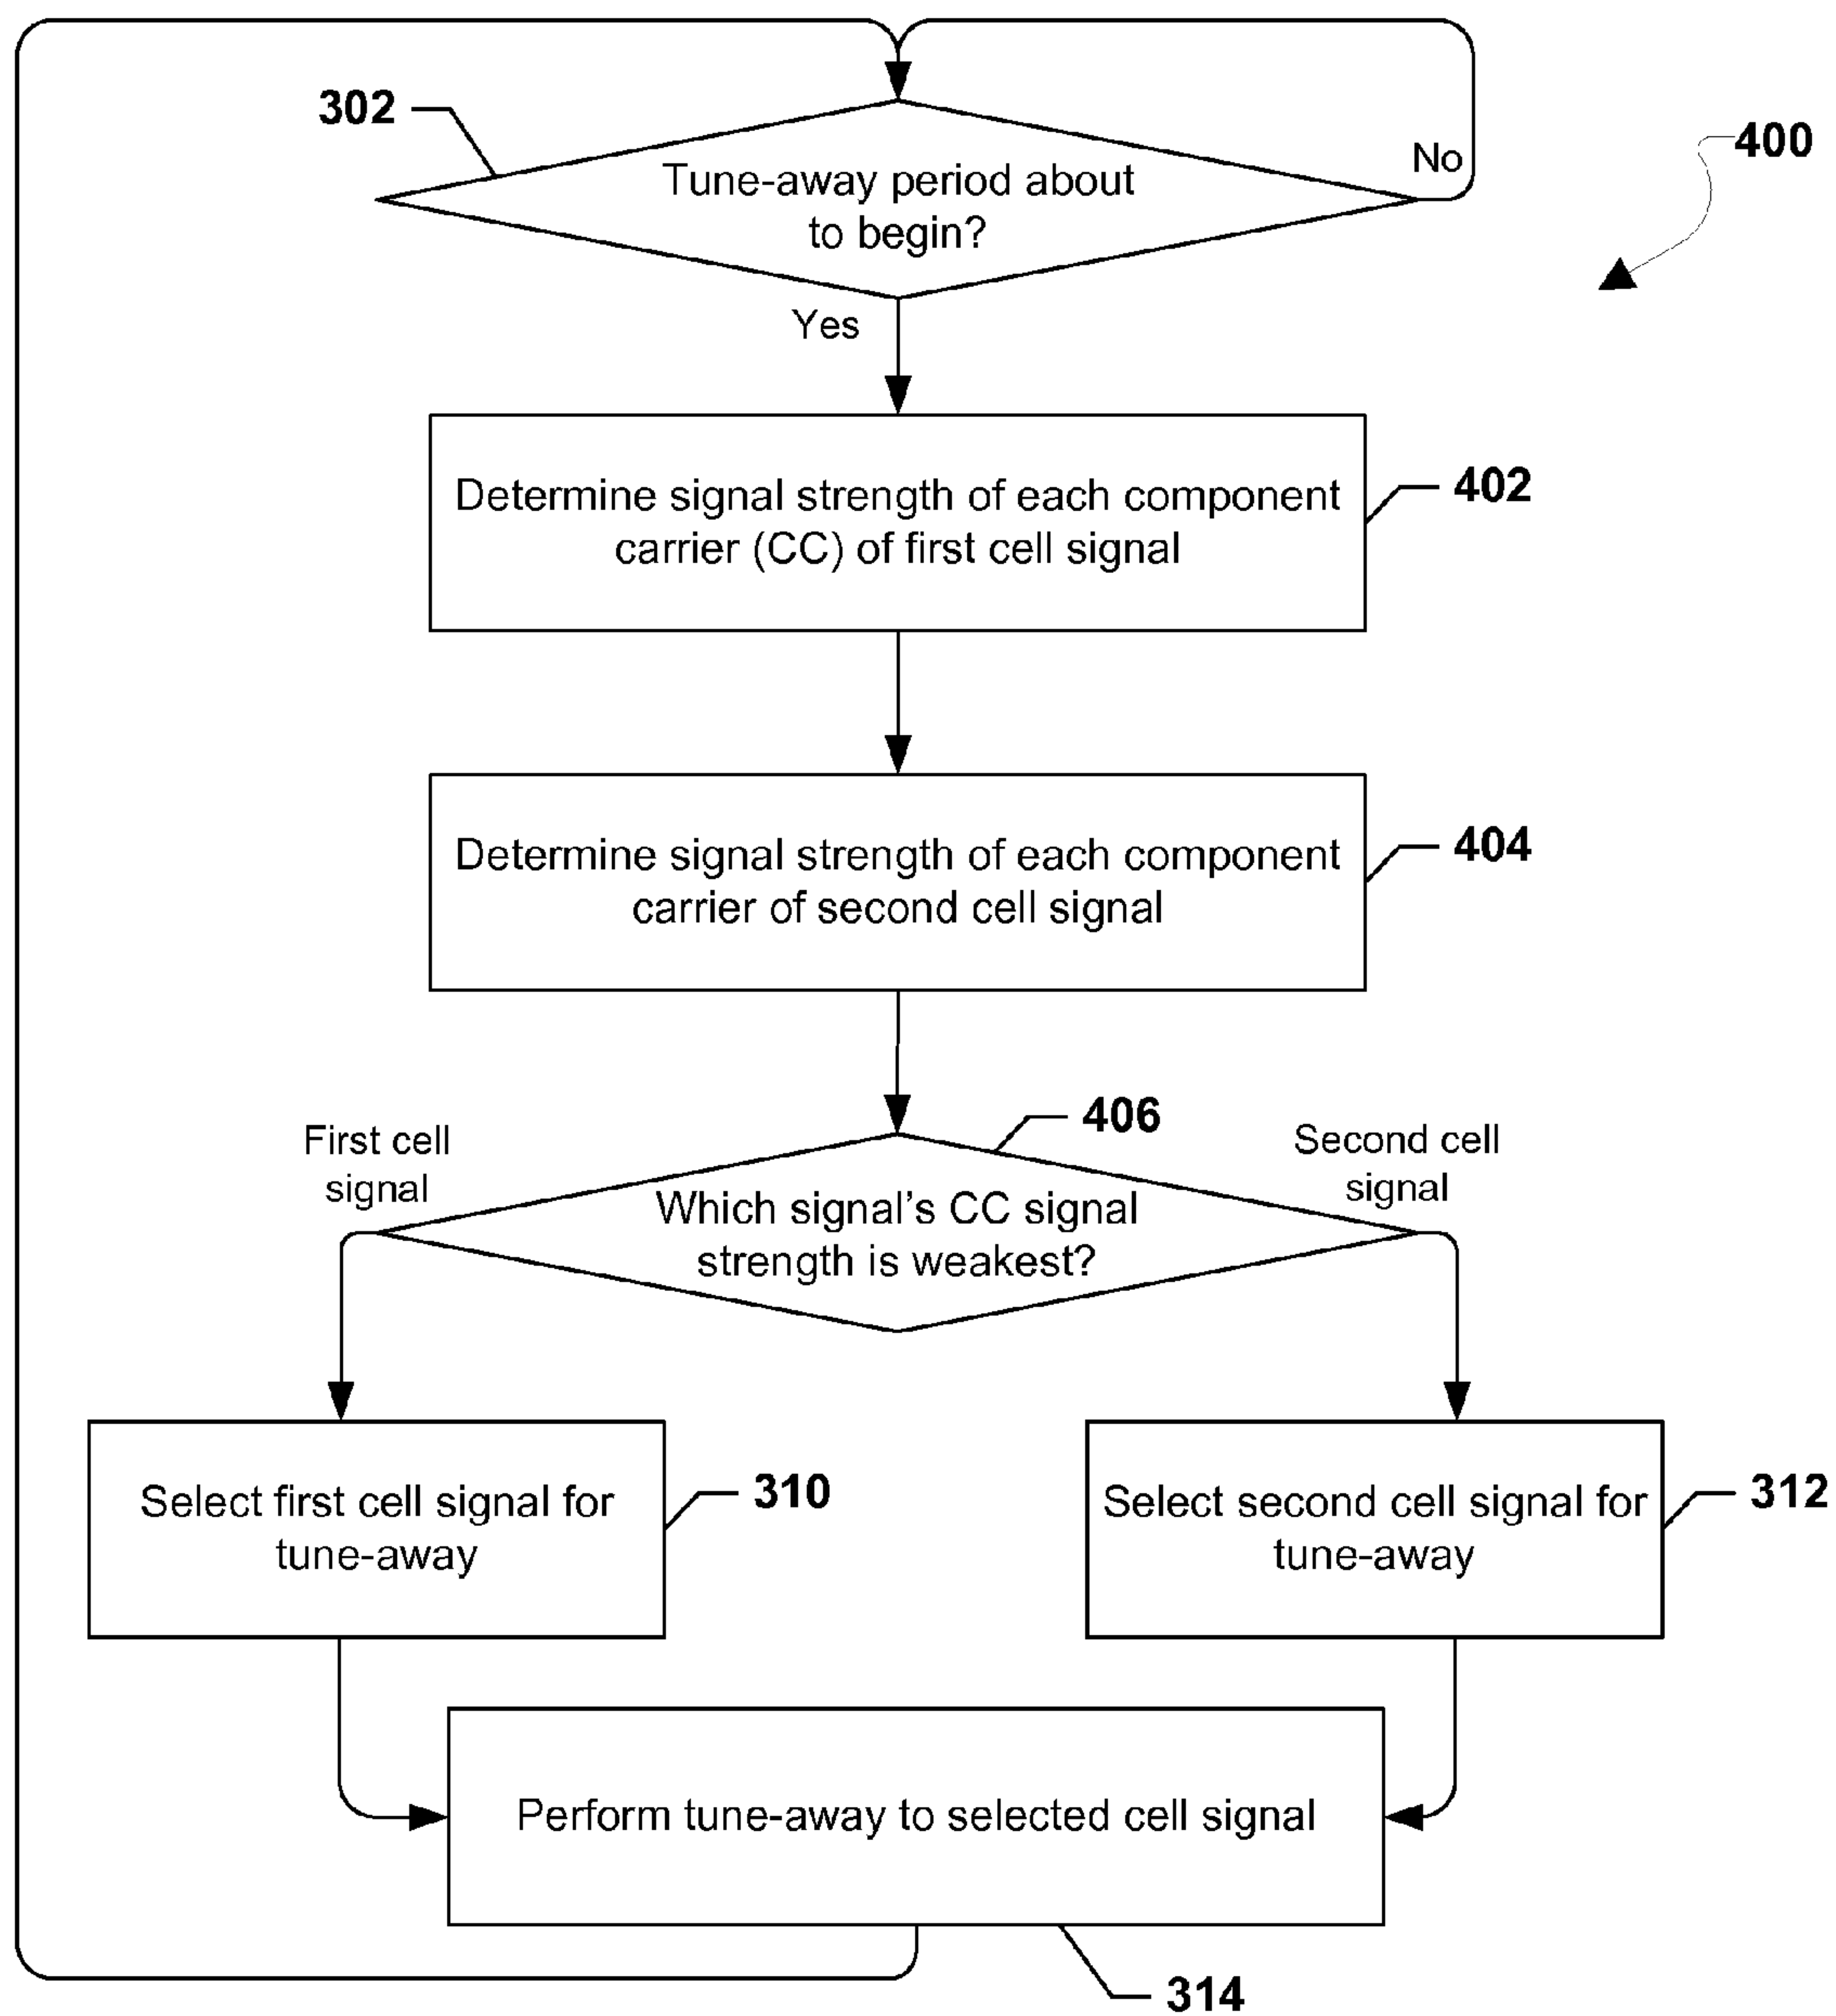 302
400
No
Tune-away period about
to begin?
Yes
Determine signal strength of each component
carrier (CC) of first cell signal
402
Determine signal strength of each component
carrier of second cell signal
404
406
First cell
signal
Second cell
signal
Which signal's CC signal
strength is weakest?
Select first cell signal for
tune-away
310
Select second cell signal for
tune-away
312
Perform tune-away to selected cell signal
314